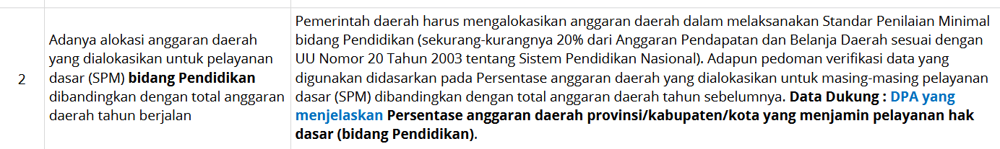 2
Adanya alokasi anggaran daerah
yang dialokasikan untuk pelayanan
dasar (SPM) bidang Pendidikan
dibandingkan dengan total anggaran
daerah tahun berjalan
Pemerintah daerah harus mengalokasikan anggaran daerah dalam melaksanakan Standar Penilaian Minimal
bidang Pendidikan (sekurang-kurangnya 20% dari Anggaran Pendapatan dan Belanja Daerah sesuai dengan
UU Nomor 20 Tahun 2003 tentang Sistem Pendidikan Nasional). Adapun pedoman verifikasi data yang
digunakan didasarkan pada Persentase anggaran daerah yang dialokasikan untuk masing-masing pelayanan
dasar (SPM) dibandingkan dengan total anggaran daerah tahun sebelumnya. Data Dukung : DPA yang
menjelaskan Persentase anggaran daerah provinsi/kabupaten/kota yang menjamin pelayanan hak
dasar (bidang Pendidikan).